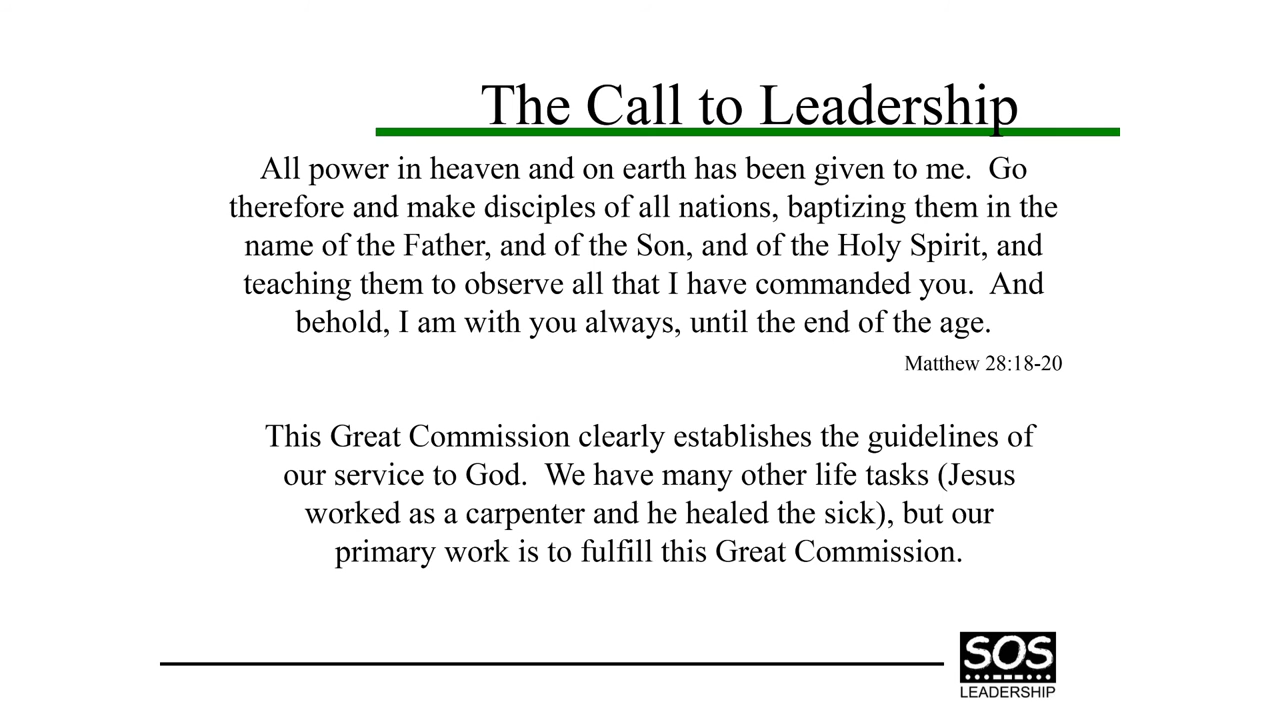 The Call to Leadership
All power in heaven and on earth has been given to me.  Go
therefore and make disciples of all nations, baptizing them in the
name of the Father, and of the Son, and of the Holy Spirit, and
teaching them to observe all that I have commanded you.  And
behold, I am with you always, until the end of the age.
Matthew 28:18-20
This Great Commission clearly establishes the guidelines of
our service to God.  We have many other life tasks (Jesus
worked as a carpenter and he healed the sick), but our
primary work is to fulfill this Great Commission.
SOS
LEADERSHIP